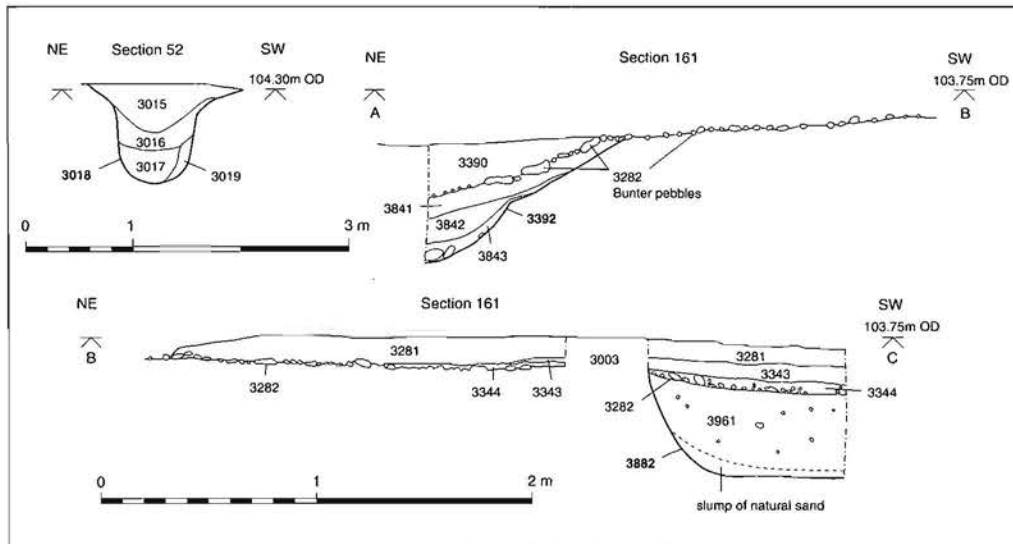 NE Section 52 SW
104.30m OD
3015
3016
3017
3018
3019
0 1 3 m
NE Section 161 SW
103.75m OD
A B
3390
3282
Bunter pebbles
3841
3842
3392
3843
NE Section 161 SW
103.75m OD
B C
3281
3003
3281
3343
3282
3344
3343
3282
3344
3961
3882
slump of natural sand
0 1 2 m